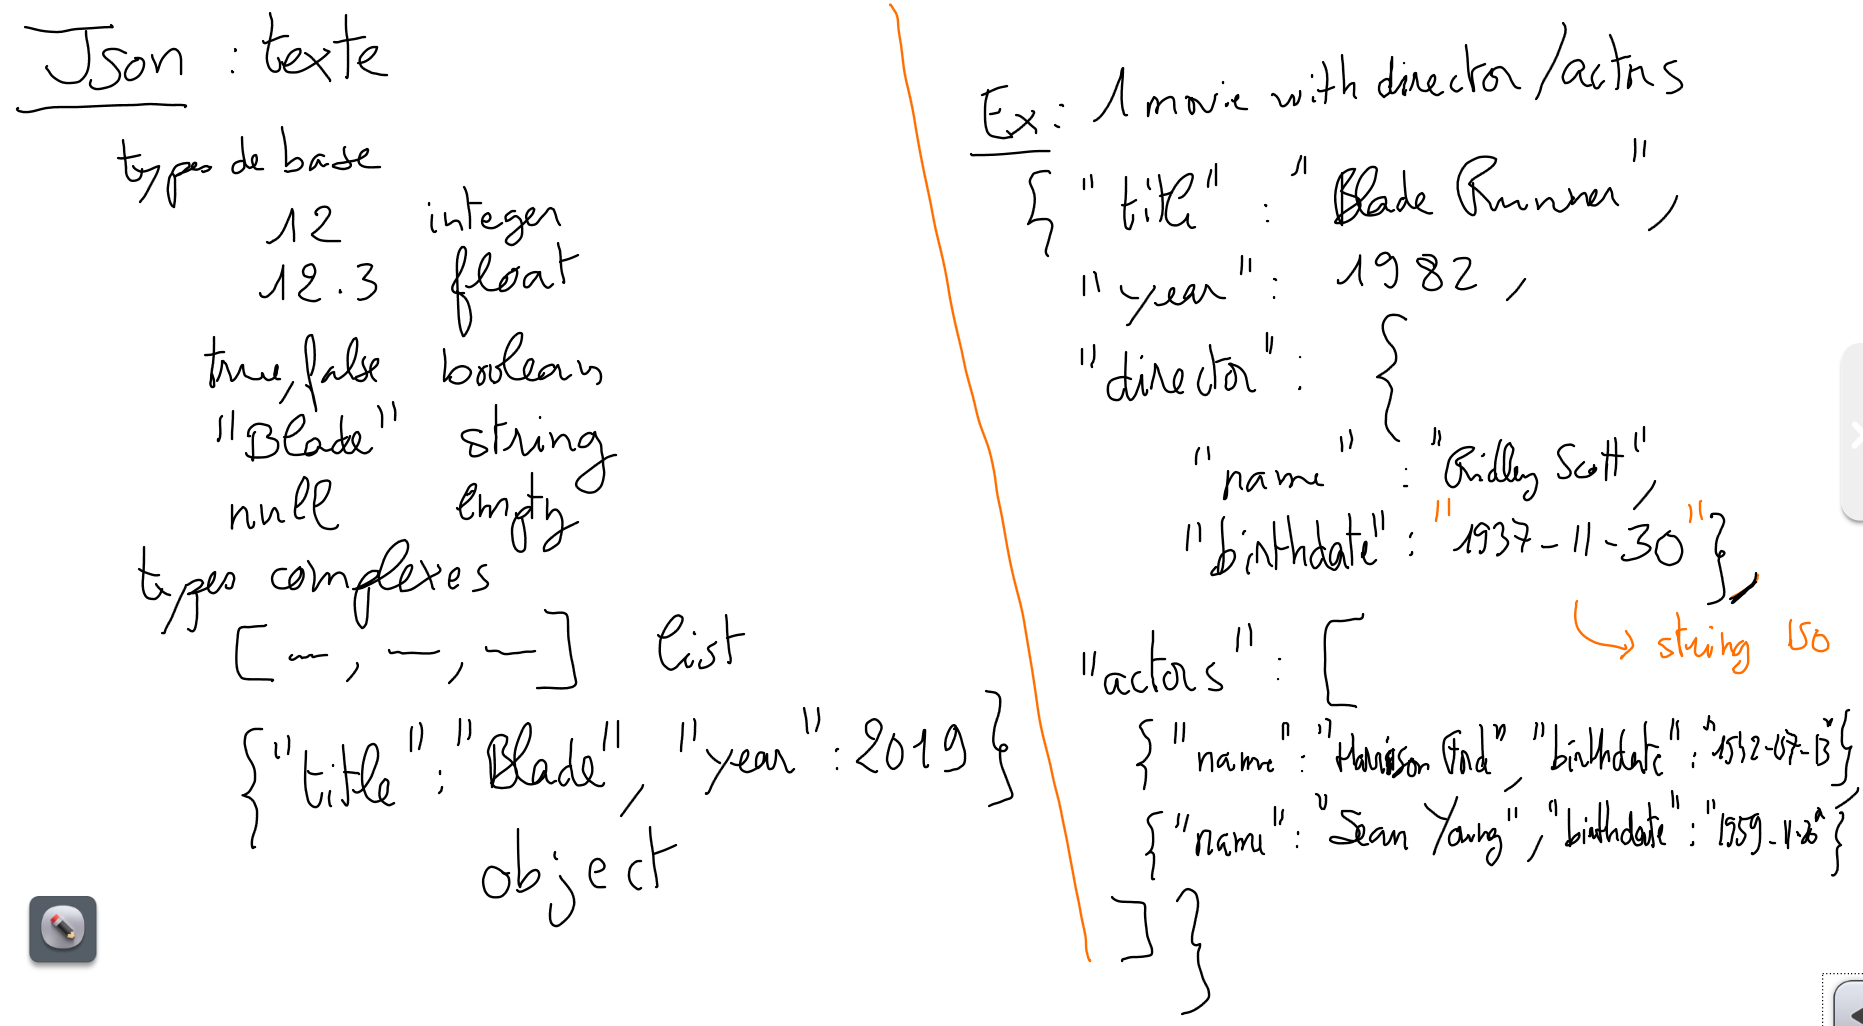 Json : texte
types de base
12 integer
12.3 float
true, false boolean
"Blade" string
null empty
types complexes
[ — , — , — ] list
{"title" : "Blade", "year" : 2019}
object
Ex : 1 movie with director/actors
{ "title" : "Blade Runner",
"year" : 1982,
"director" : {
"name" : "Ridley Scott",
"birthdate" : "1937-11-30"},
→ string ISO
"actors" : [
{"name" : "Harrison Ford", "birthdate" : "1942-07-13"},
{"name" : "Sean Young", "birthdate" : "1959-11-20"}
] }